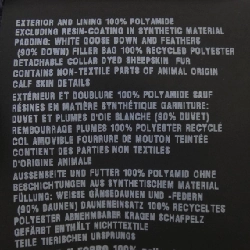 EXTERIOR AND LINING 100% POLYAMIDE
EXCLUDING RESIN-COATING IN SYNTHETIC MATERIAL
PADDING: WHITE GOOSE DOWN AND FEATHERS
(90% DOWN) FILLER BAG 100% RECYCLED POLYESTER
DETACHABLE COLLAR DYED SHEEPSKIN FUR
CONTAINS NON-TEXTILE PARTS OF ANIMAL ORIGIN
CALF SKIN DETAILS
EXTÉRIEUR ET DOUBLURE 100% POLYAMIDE SAUF
RÉSINES EN MATIÈRE SYNTHÉTIQUE GARNITURE:
DUVET ET PLUMES D'OIE BLANCHE (90% DUVET)
REMBOURRAGE PLUMES 100% POLYESTER RECYCLÉ
COL AMOVIBLE FOURRURE DE MOUTON TEINTÉE
CONTIENT DES PARTIES NON TEXTILES
D'ORIGINE ANIMALE
AUSSENSEITE UND FUTTER 100% POLYAMID OHNE
BESCHICHTUNGEN AUS SYNTHETISCHEM MATERIAL
FÜLLUNG: WEISSE GÄNSEDAUNEN UND -FEDERN
(90% DAUNEN) DAUNENEINSATZ 100% RECYCELTES
POLYESTER ABNEHMBARER KRAGEN SCHAFPELZ
GEFÄRBT ENTHÄLT NICHTTEXTILE
TEILE TIERISCHEN URSPRUNGS
100%